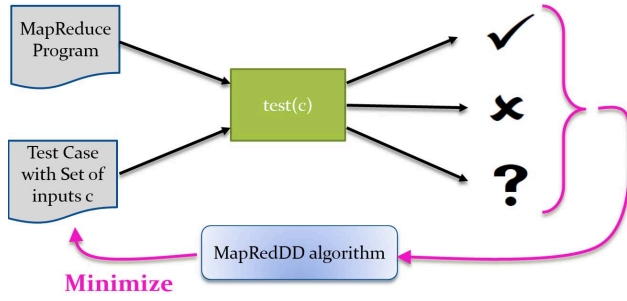 MapReduce
Program
test(c)
✓
✗
?
Test Case
with Set of
inputs c
MapRedDD algorithm
Minimize